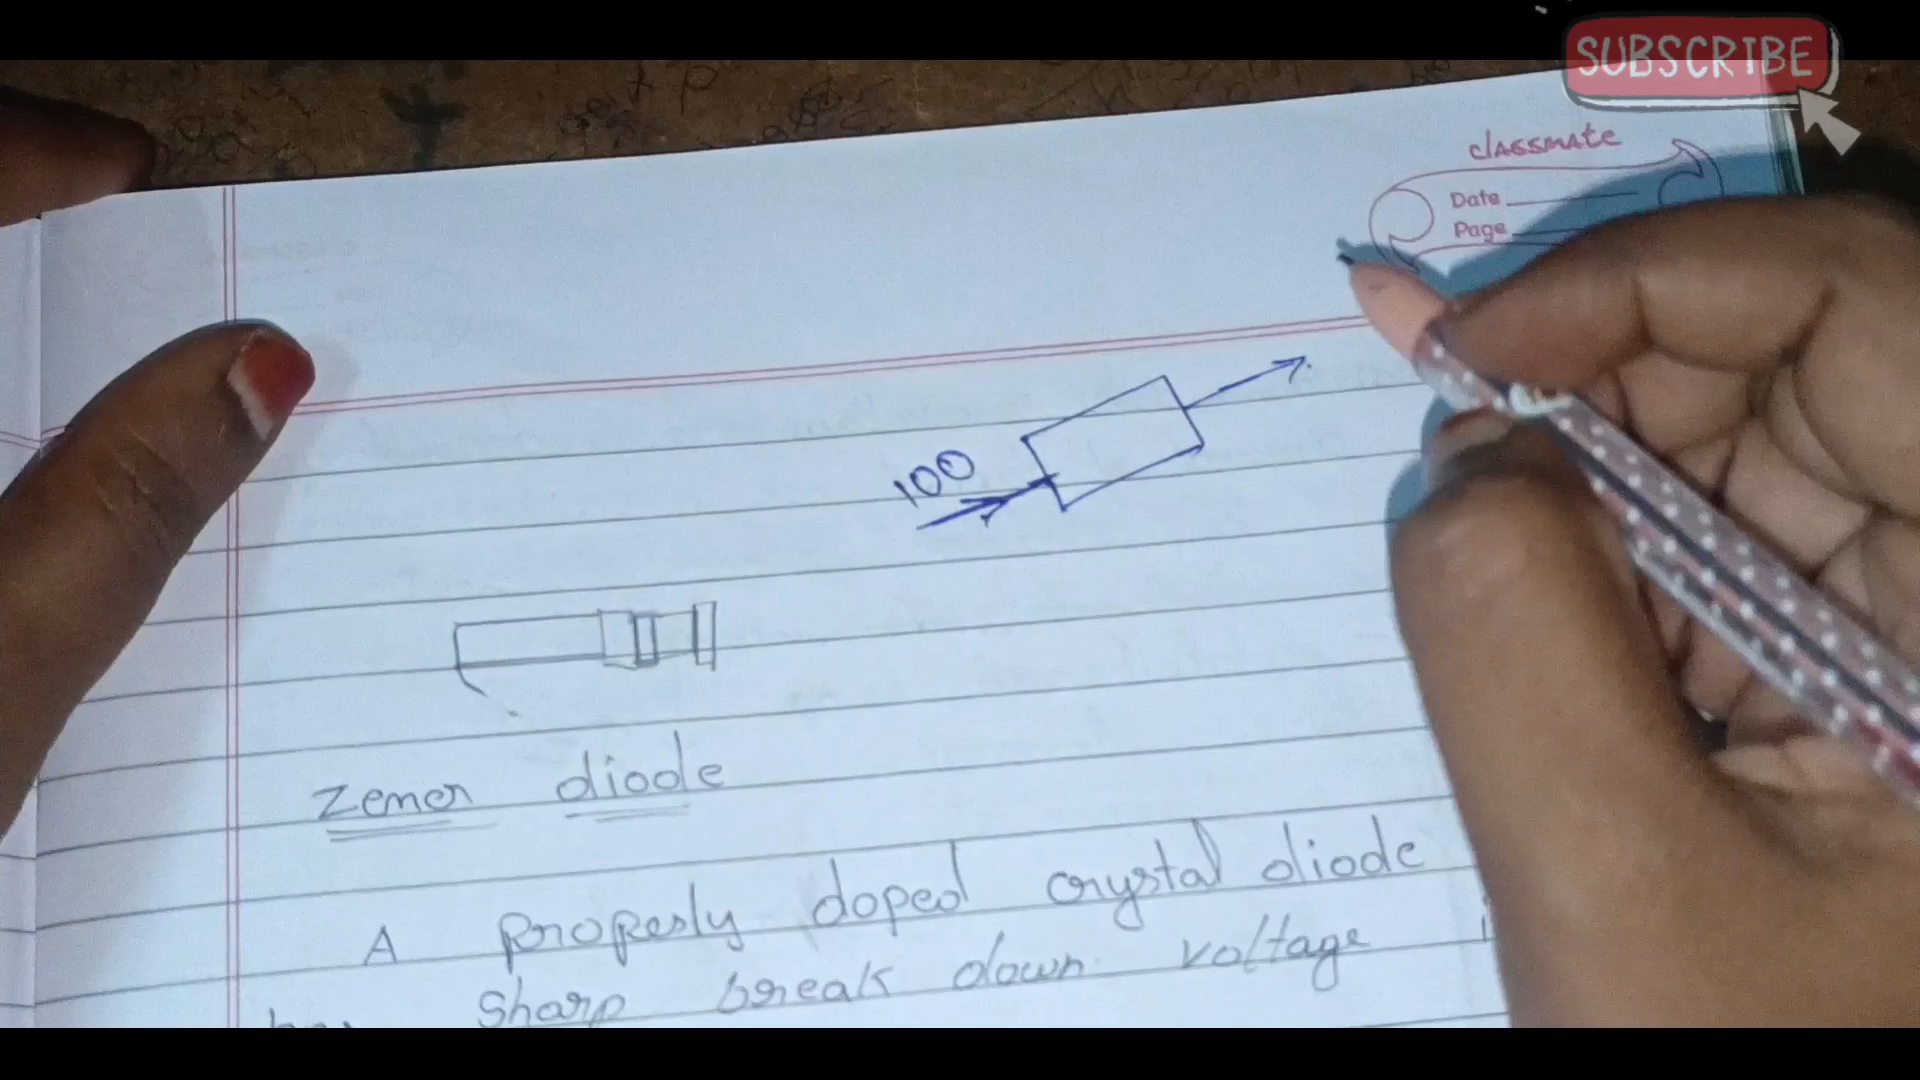 SUBSCRIBE
classmate
Date
Page
100
Zener diode
A properly doped crystal diode
sharp break down voltage